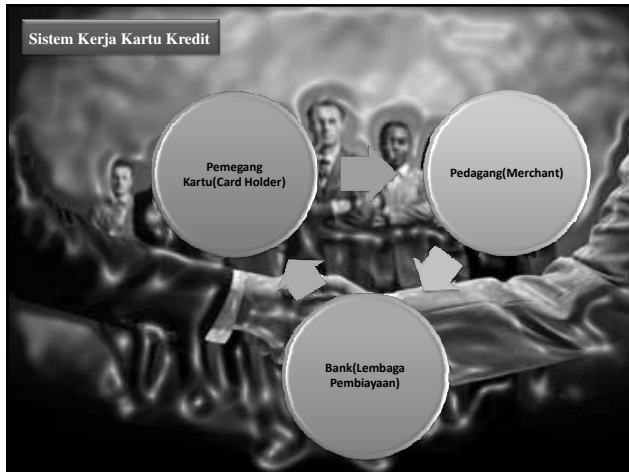 Sistem Kerja Kartu Kredit
Pemegang
Kartu(Card Holder)
Pedagang(Merchant)
Bank(Lembaga
Pembiayaan)